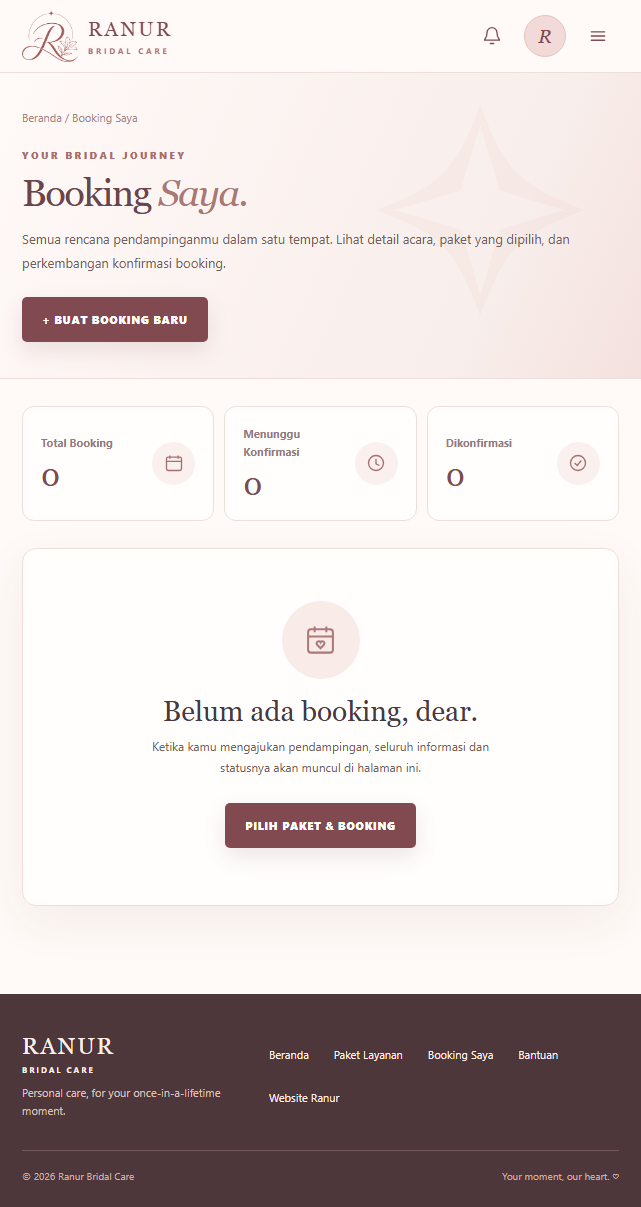 RANUR
BRIDAL CARE
R
Beranda / Booking Saya
YOUR BRIDAL JOURNEY
Booking Saya.
Semua rencana pendampinganmu dalam satu tempat. Lihat detail acara, paket yang dipilih, dan
perkembangan konfirmasi booking.
+ BUAT BOOKING BARU
Total Booking
0
Menunggu
Konfirmasi
0
Dikonfirmasi
0
Belum ada booking, dear.
Ketika kamu mengajukan pendampingan, seluruh informasi dan
statusnya akan muncul di halaman ini.
PILIH PAKET & BOOKING
RANUR
BRIDAL CARE
Personal care, for your once-in-a-lifetime
moment.
Beranda Paket Layanan Booking Saya Bantuan
Website Ranur
© 2026 Ranur Bridal Care
Your moment, our heart. ♡